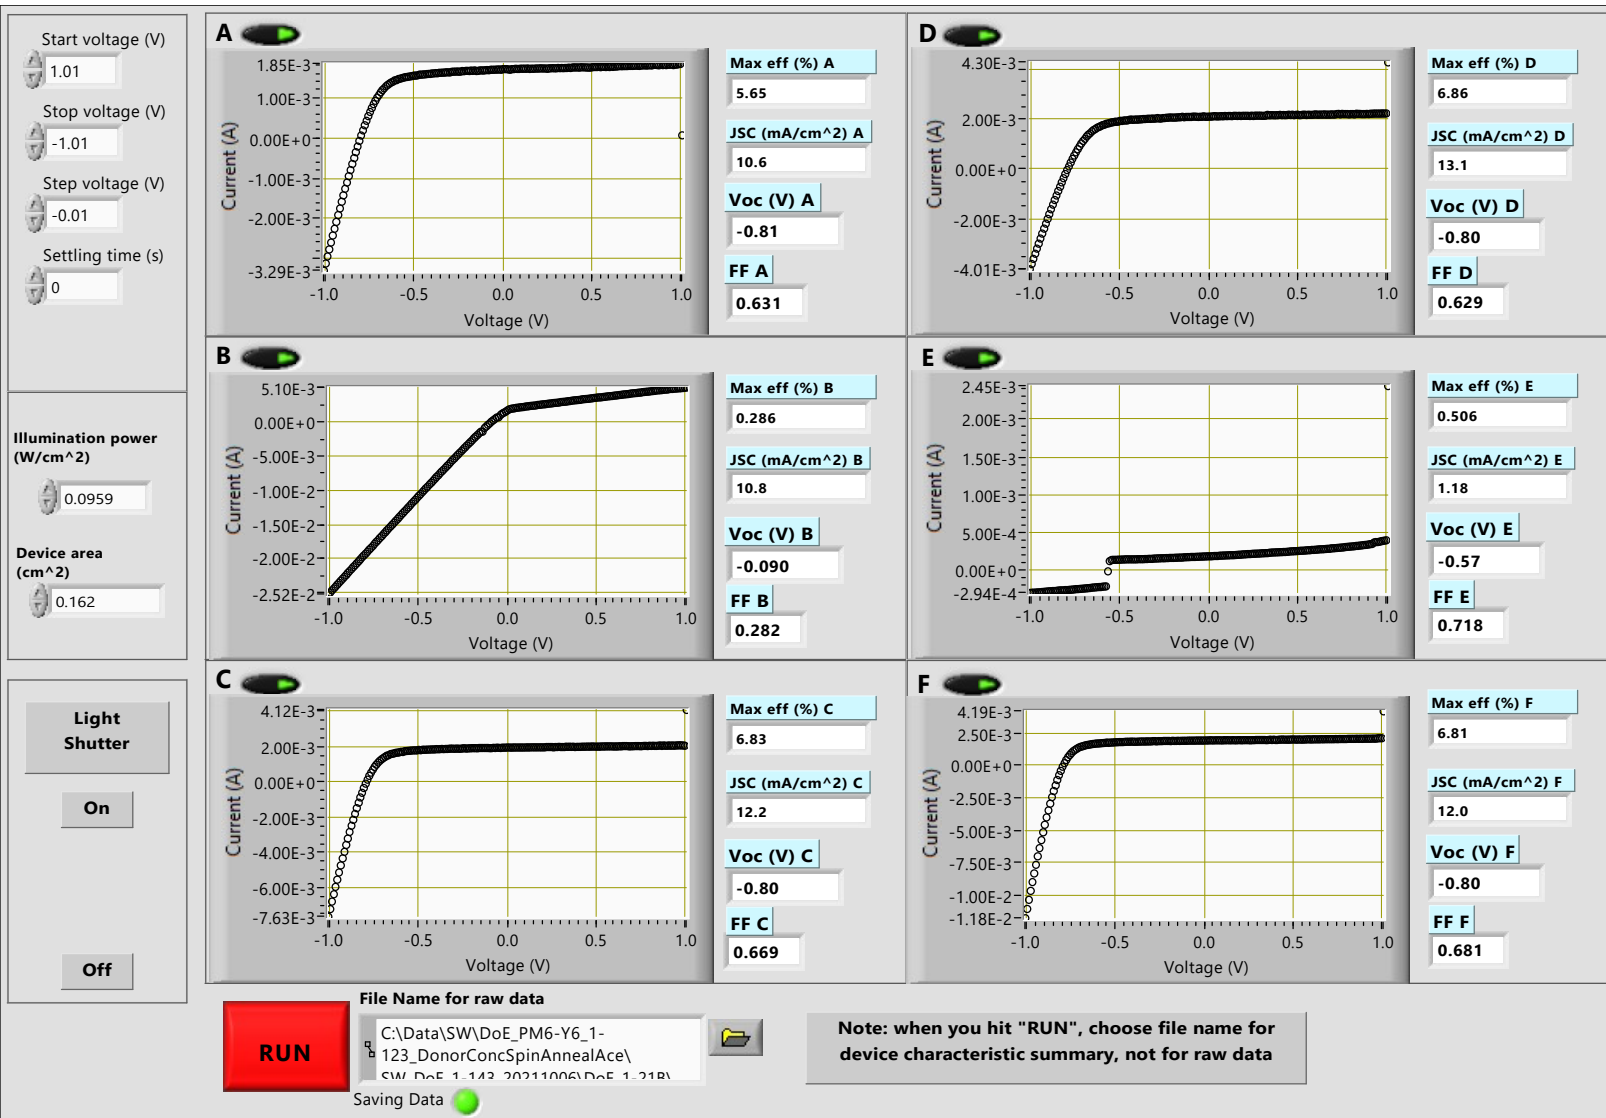 Start voltage (V)
1.01
Stop voltage (V)
-1.01
Step voltage (V)
-0.01
Settling time (s)
0
Illumination power
(W/cm^2)
0.0959
Device area
(cm^2)
0.162
Light
Shutter
On
Off
A
1.85E-3
1.00E-3
0.00E+0
-1.00E-3
-2.00E-3
-3.29E-3
Current (A)
-1.0 -0.5 0.0 0.5 1.0
Voltage (V)
Max eff (%) A
5.65
JSC (mA/cm^2) A
10.6
Voc (V) A
-0.81
FF A
0.631
D
4.30E-3
2.00E-3
0.00E+0
-2.00E-3
-4.01E-3
Current (A)
-1.0 -0.5 0.0 0.5 1.0
Voltage (V)
Max eff (%) D
6.86
JSC (mA/cm^2) D
13.1
Voc (V) D
-0.80
FF D
0.629
B
5.10E-3
0.00E+0
-5.00E-3
-1.00E-2
-1.50E-2
-2.00E-2
-2.52E-2
Current (A)
-1.0 -0.5 0.0 0.5 1.0
Voltage (V)
Max eff (%) B
0.286
JSC (mA/cm^2) B
10.8
Voc (V) B
-0.090
FF B
0.282
E
2.45E-3
2.00E-3
1.50E-3
1.00E-3
5.00E-4
0.00E+0
-2.94E-4
Current (A)
-1.0 -0.5 0.0 0.5 1.0
Voltage (V)
Max eff (%) E
0.506
JSC (mA/cm^2) E
1.18
Voc (V) E
-0.57
FF E
0.718
C
4.12E-3
2.00E-3
0.00E+0
-2.00E-3
-4.00E-3
-6.00E-3
-7.63E-3
Current (A)
-1.0 -0.5 0.0 0.5 1.0
Voltage (V)
Max eff (%) C
6.83
JSC (mA/cm^2) C
12.2
Voc (V) C
-0.80
FF C
0.669
F
4.19E-3
2.50E-3
0.00E+0
-2.50E-3
-5.00E-3
-7.50E-3
-1.00E-2
-1.18E-2
Current (A)
-1.0 -0.5 0.0 0.5 1.0
Voltage (V)
Max eff (%) F
6.81
JSC (mA/cm^2) F
12.0
Voc (V) F
-0.80
FF F
0.681
RUN
File Name for raw data
C:\Data\SW\DoE_PM6-Y6_1-
123_DonorConcSpinAnnealAce\
SW_DoE_1-143_20211006\DoE_1-21B\
Saving Data
Note: when you hit "RUN", choose file name for
device characteristic summary, not for raw data